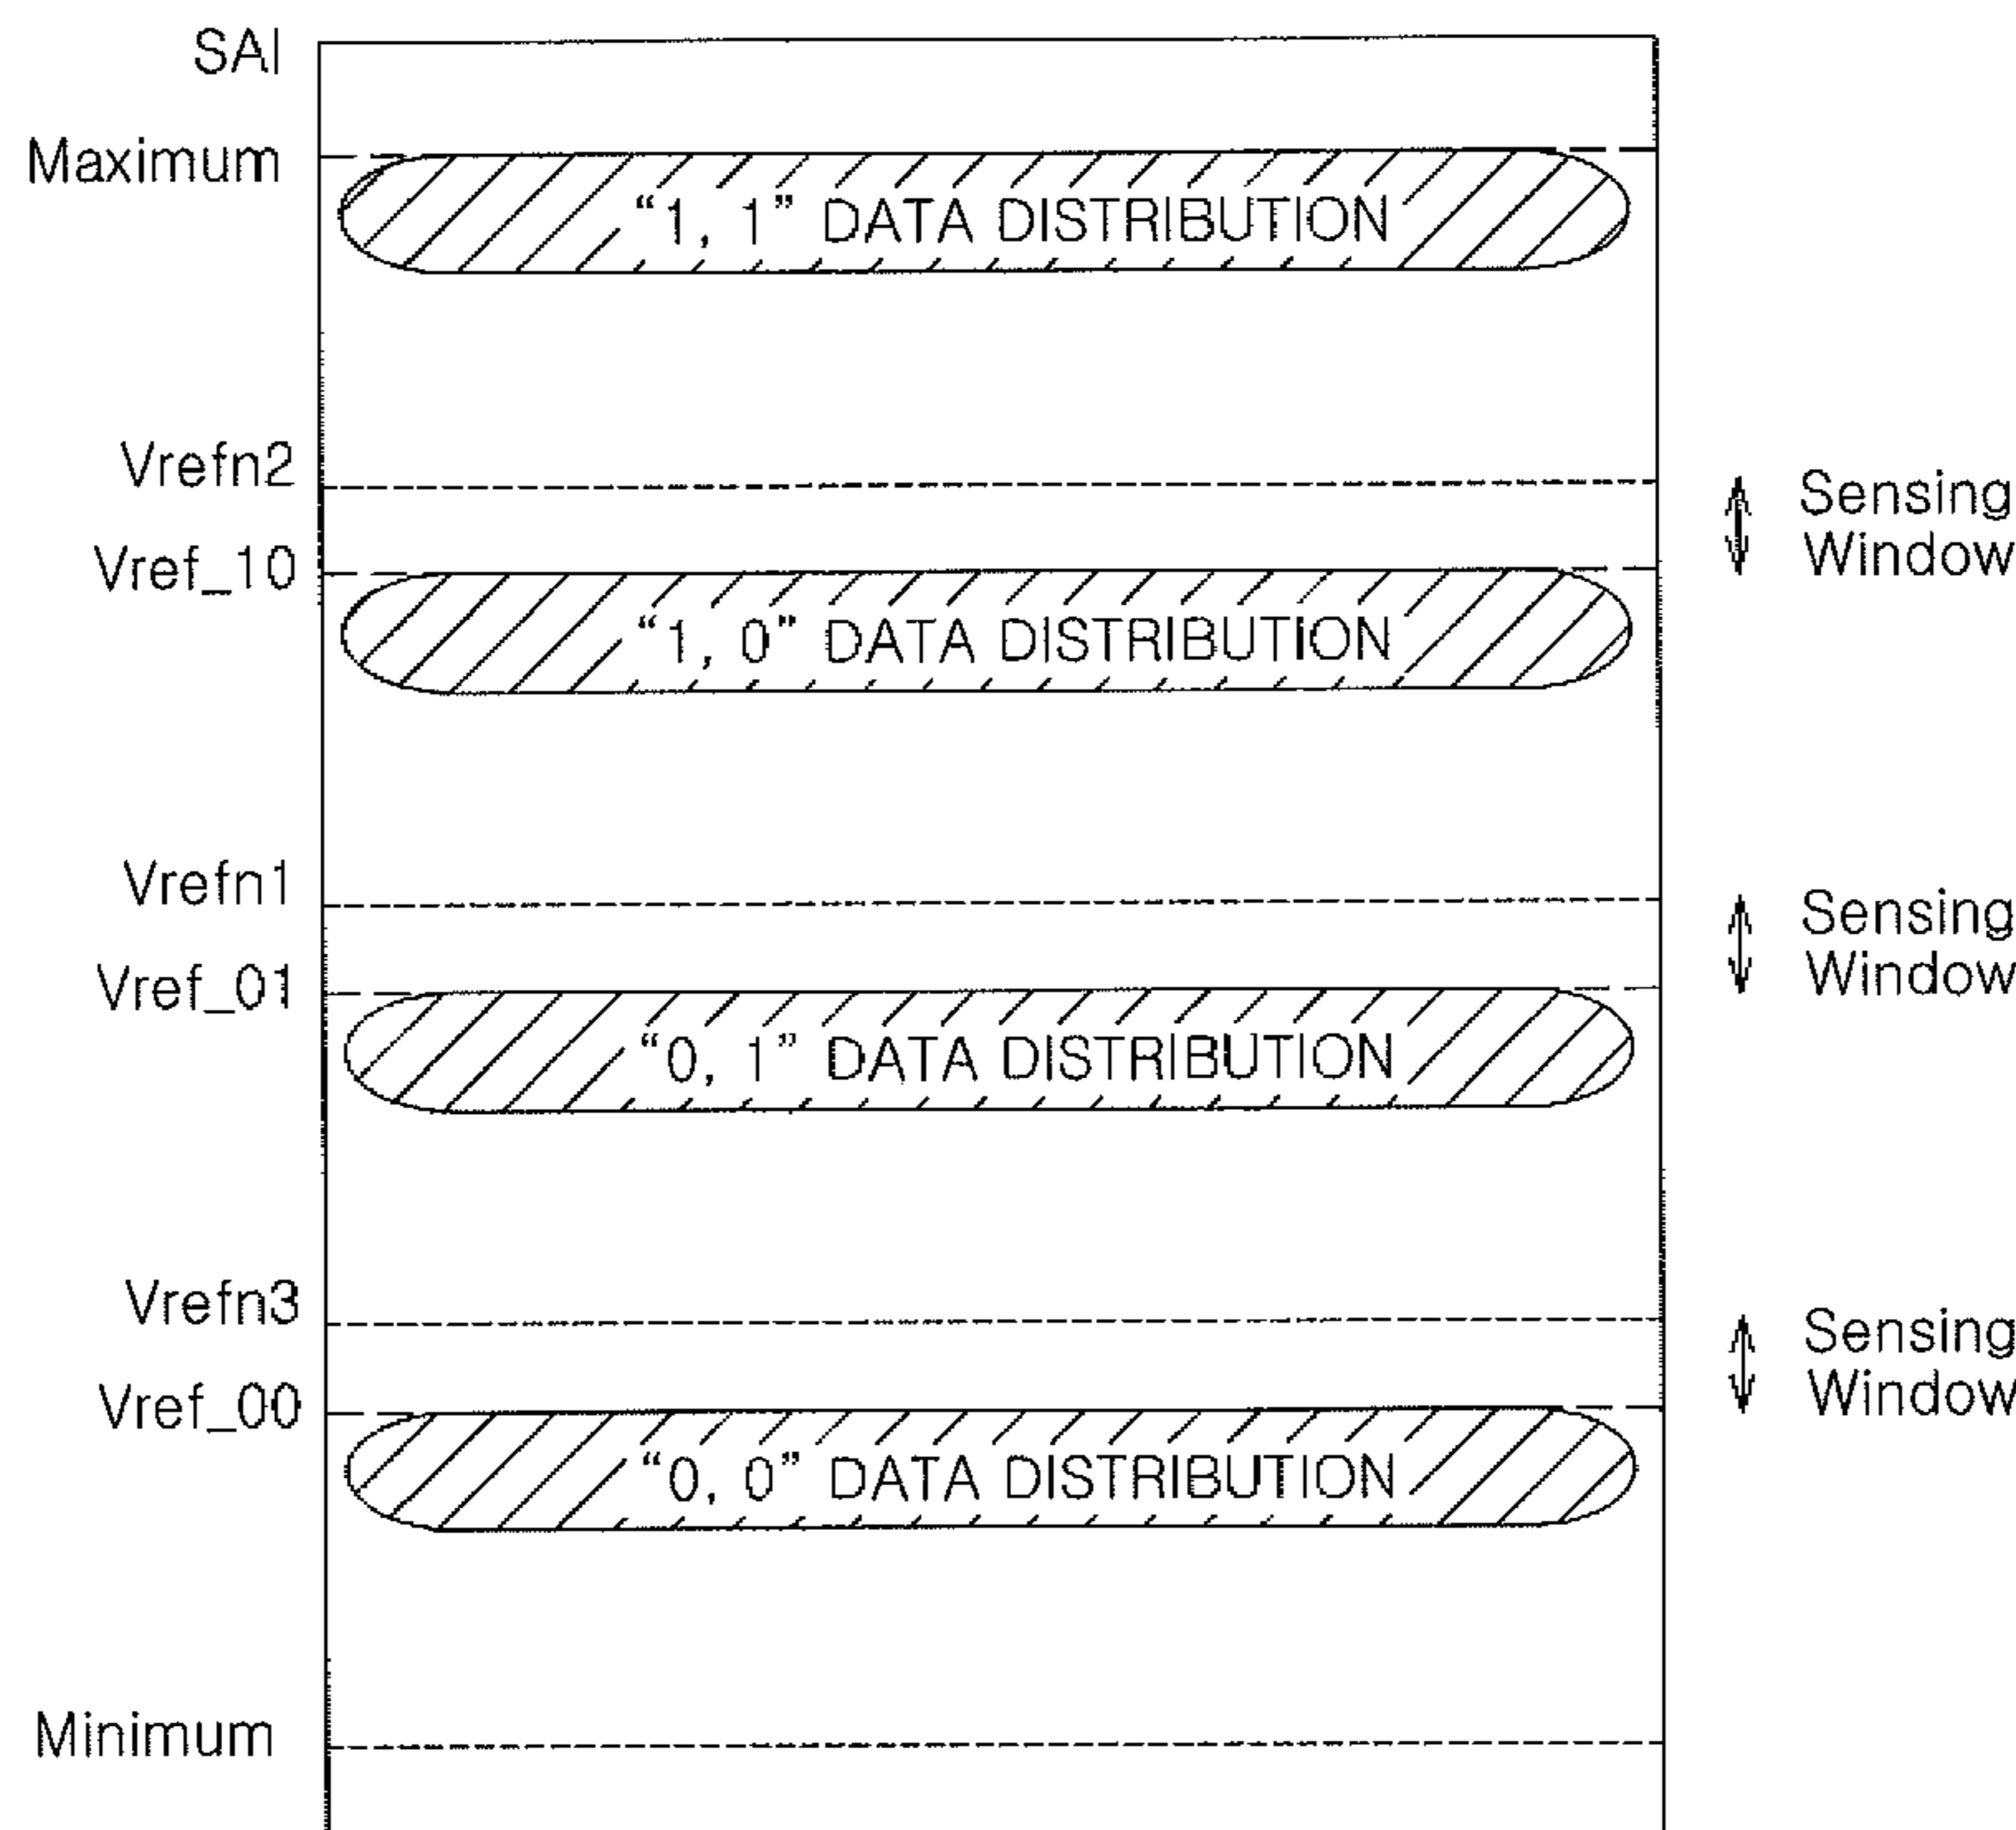 SAI
Maximum
“1, 1” DATA DISTRIBUTION
Vrefn2
Sensing
Window
Vref_10
“1, 0” DATA DISTRIBUTION
Vrefn1
Sensing
Window
Vref_01
“0, 1” DATA DISTRIBUTION
Vrefn3
Sensing
Window
Vref_00
“0, 0” DATA DISTRIBUTION
Minimum